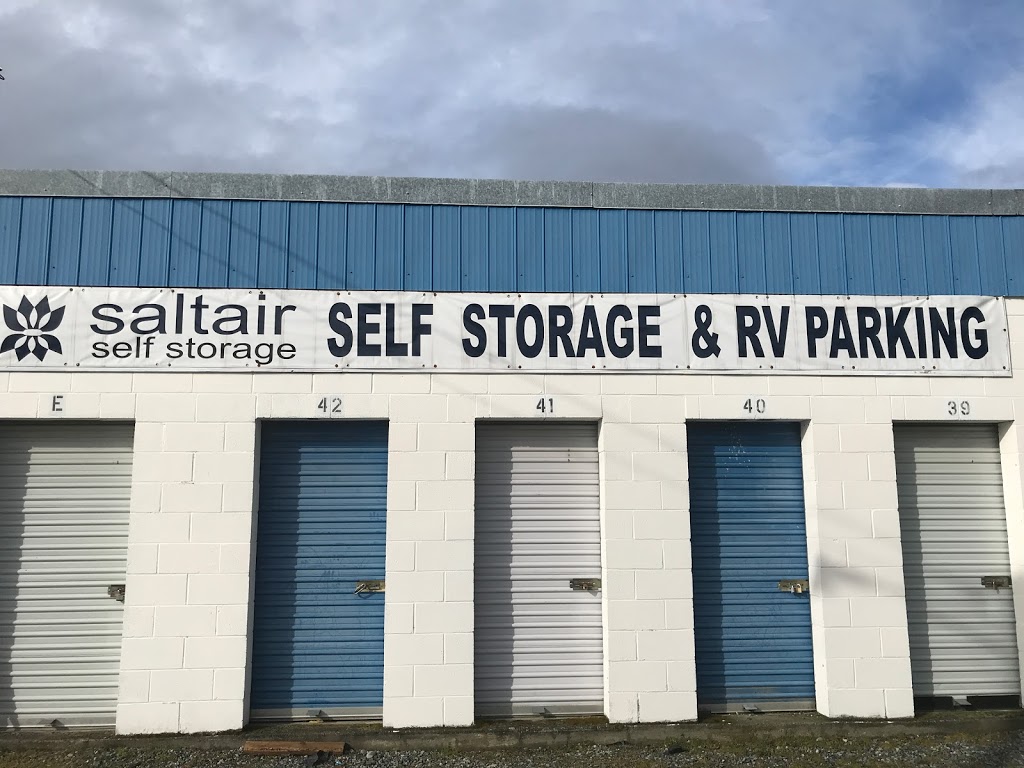 saltair
self storage
SELF STORAGE & RV PARKING
E 42 41 40 39